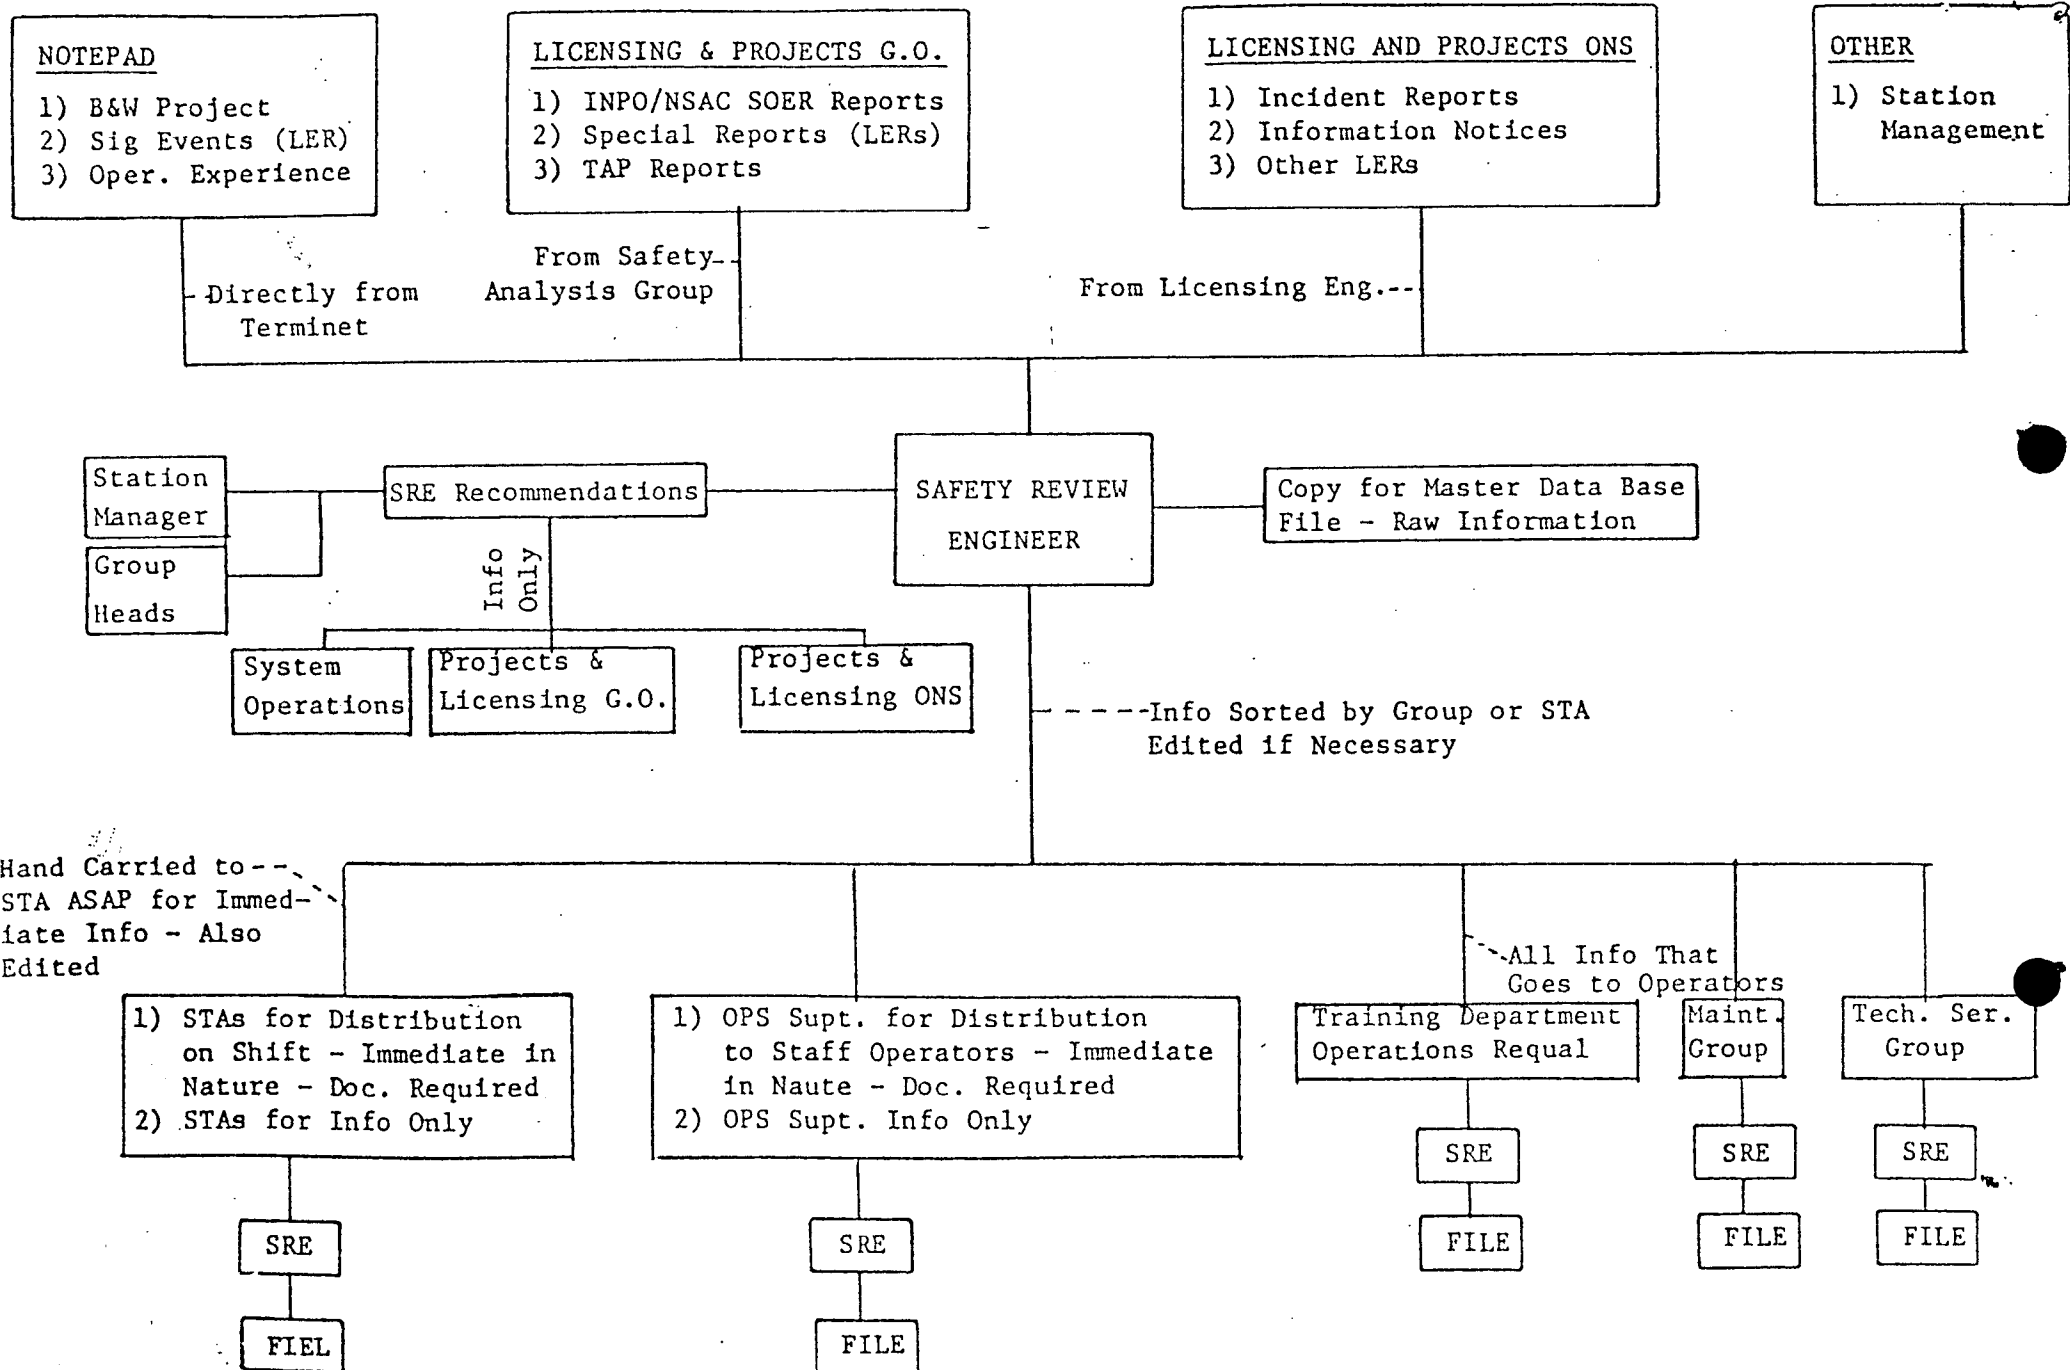 NOTEPAD
1) B&W Project
2) Sig Events (LER)
3) Oper. Experience
LICENSING & PROJECTS G.O.
1) INPO/NSAC SOER Reports
2) Special Reports (LERs)
3) TAP Reports
LICENSING AND PROJECTS ONS
1) Incident Reports
2) Information Notices
3) Other LERs
OTHER
1) Station
Management
Directly from
Terminet
From Safety
Analysis Group
From Licensing Eng.
Station
Manager
Group
Heads
SRE Recommendations
Info
Only
SAFETY REVIEW
ENGINEER
Copy for Master Data Base
File - Raw Information
System
Operations
Projects &
Licensing G.O.
Projects &
Licensing ONS
Info Sorted by Group or STA
Edited if Necessary
Hand Carried to
STA ASAP for Immed-
iate Info - Also
Edited
All Info That
Goes to Operators
1) STAs for Distribution
on Shift - Immediate in
Nature - Doc. Required
2) STAs for Info Only
1) OPS Supt. for Distribution
to Staff Operators - Immediate
in Naute - Doc. Required
2) OPS Supt. Info Only
Training Department
Operations Requal
Maint.
Group
Tech. Ser.
Group
SRE
FIEL
SRE
FILE
SRE
FILE
SRE
FILE
SRE
FILE